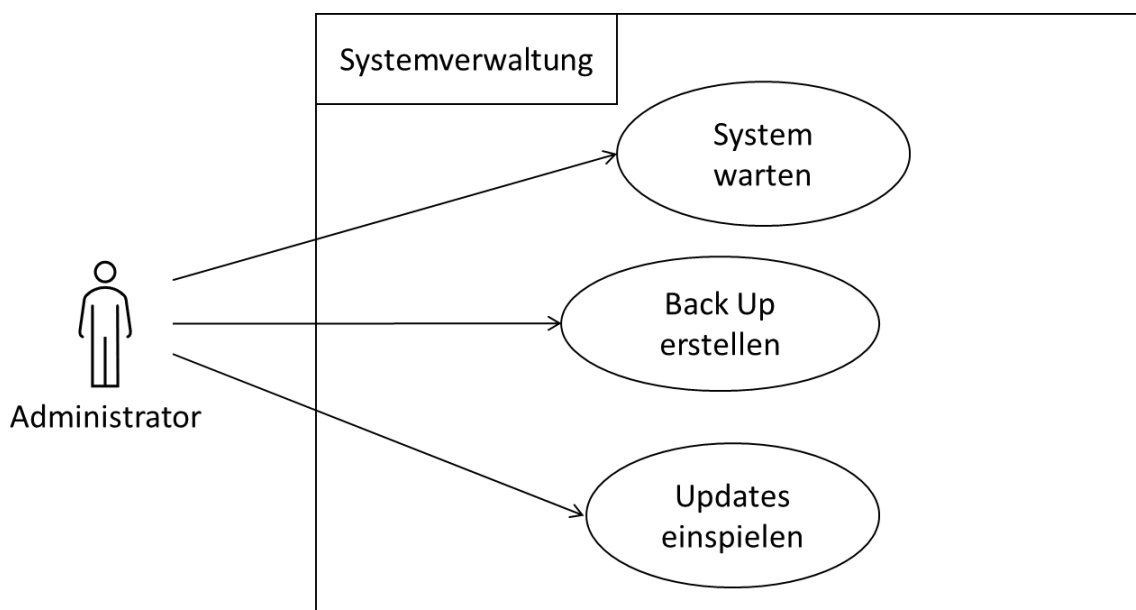 Systemverwaltung
System
warten
Back Up
erstellen
Administrator
Updates
einspielen